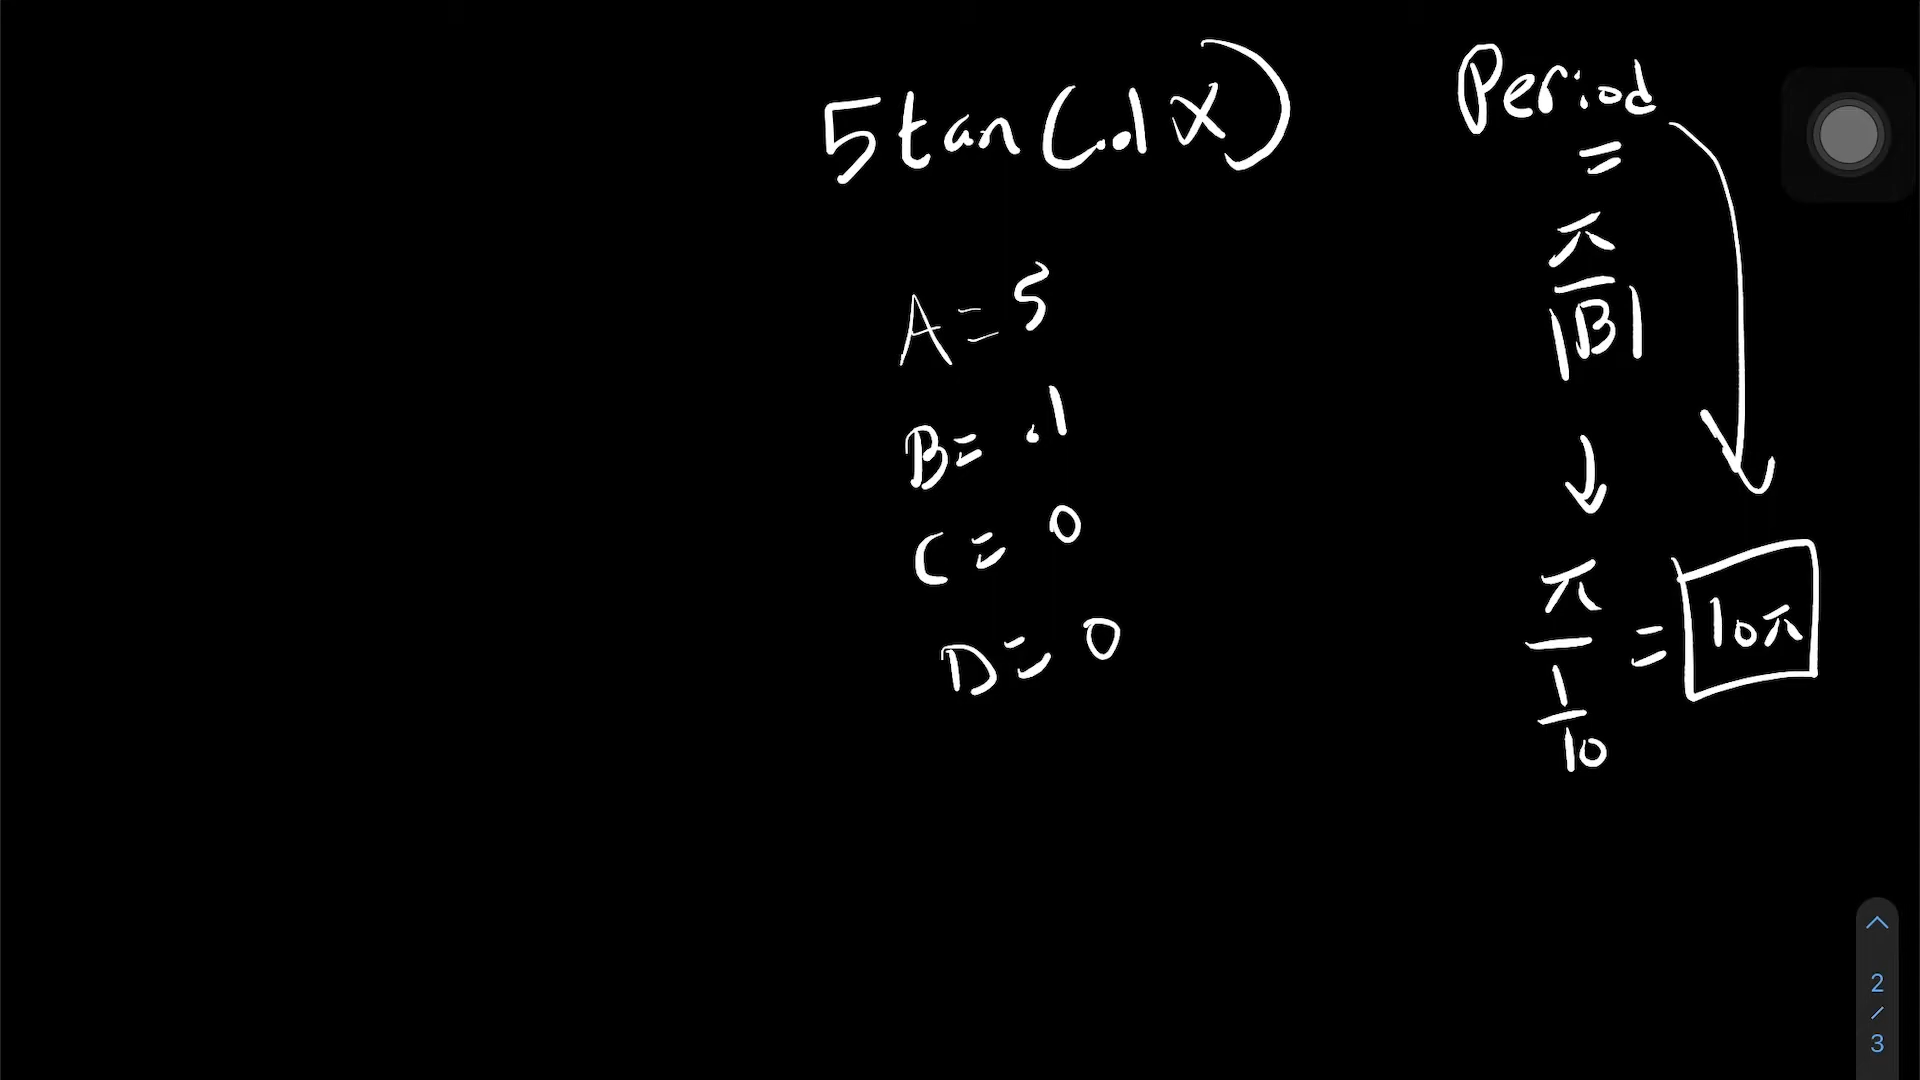 5tan(.1x)
A=5
B=.1
C=0
D=0
Period
=
π
|B|
↓
π
1
10
= 10π
2
/
3